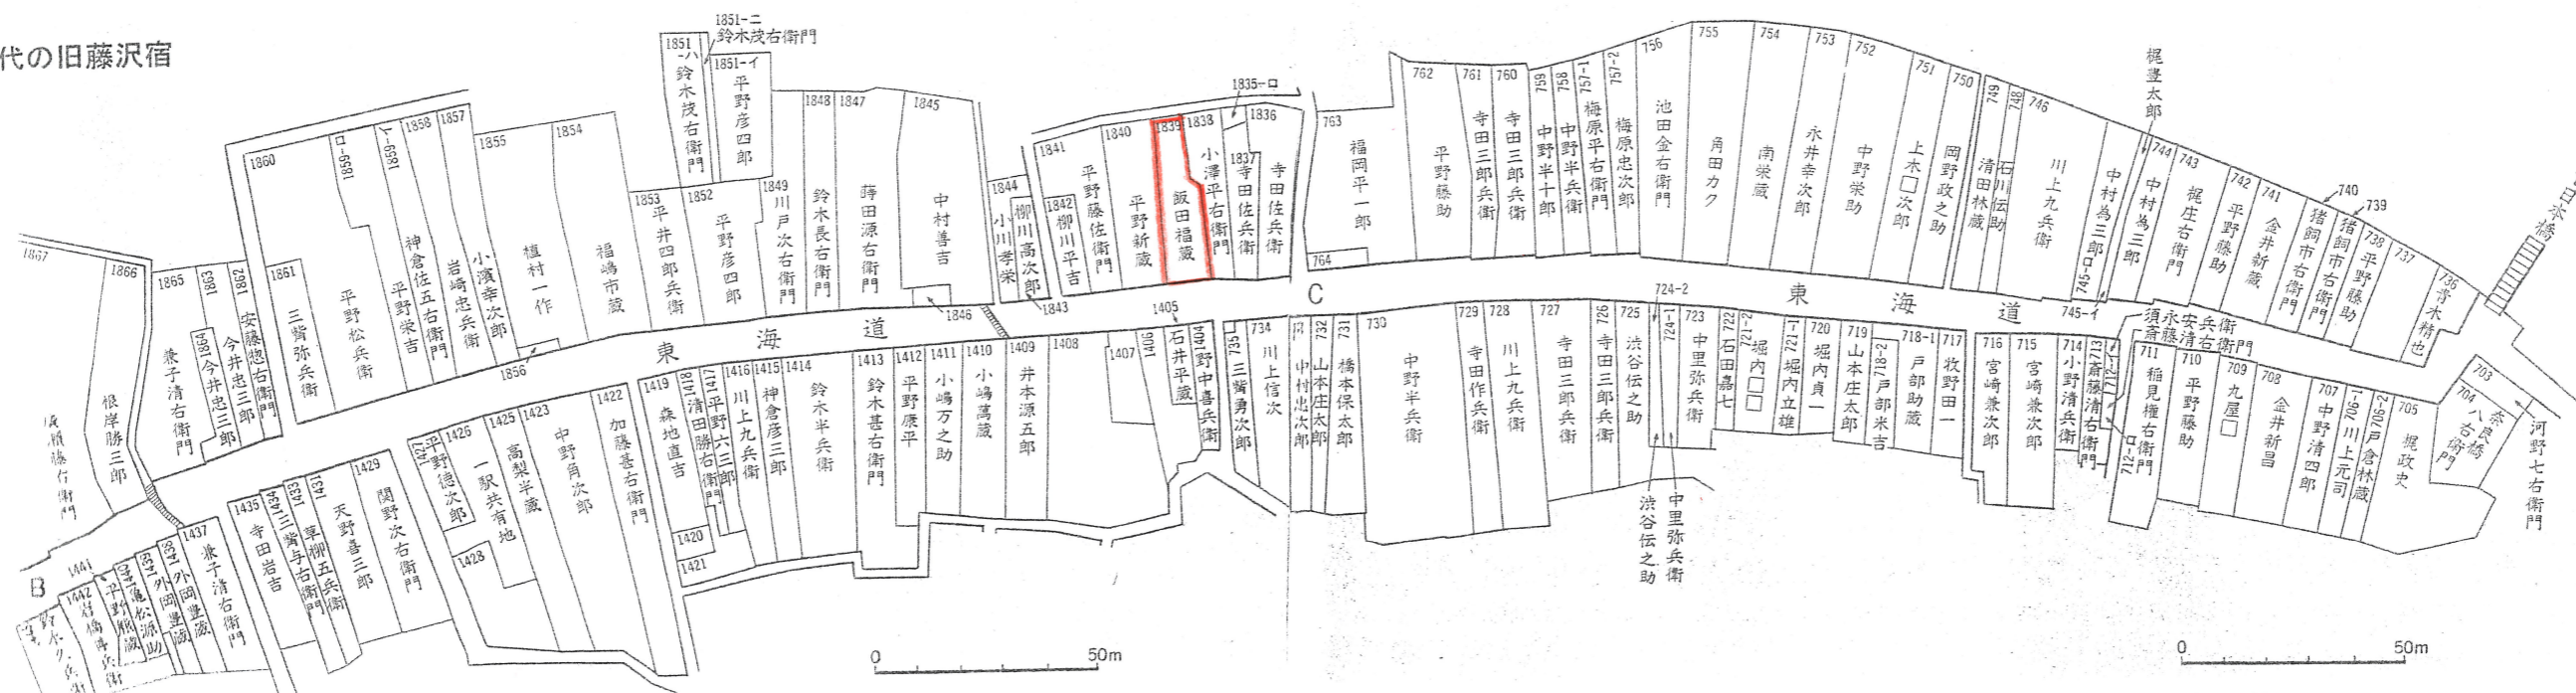 代の旧藤沢宿
1851-ニ
鈴木茂右衛門
1851-ハ
鈴木茂右衛門
1851-イ
平野彦四郎
1867
1866
根岸勝三郎
1865
兼子清右衛門
1863
1864
今井忠三郎
1862
今井忠三郎
安藤惣右衛門
1861
三觜弥兵衛
1860
平野松兵衛
1859-ロ
平野栄吉
1859-イ
神倉佐五右衛門
1858
岩崎忠兵衛
1857
小濱幸次郎
1855
植村一作
1856
1854
福嶋市蔵
1853
平井四郎兵衛
1852
平野彦四郎
1849
川戸次右衛門
1848
鈴木長右衛門
1847
蒔田源右衛門
1845
中村善吉
1846
1844
小川孝栄
柳川高次郎
1843
1841
1842
柳川平吉
平野藤佐衛門
1840
平野新蔵
1839
飯田福蔵
1838
小澤平右衛門
1835-ロ
1837
寺田佐兵衛
1836
寺田佐兵衛
763
福岡平一郎
764
762
平野藤助
761
寺田三郎兵衛
760
寺田三郎兵衛
759
中野半十郎
758
中野半兵衛
757-1
梅原平右衛門
757-2
梅原忠次郎
756
池田金右衛門
755
角田カク
754
南栄蔵
753
永井幸次郎
752
中野栄助
751
上木□次郎
750
岡野政之助
749
清田林蔵
748
石川伝助
746
川上九兵衛
梶豊太郎
中村為三郎
745-ロ
744
中村為三郎
743
梶庄右衛門
742
平野藤助
741
金井新蔵
740
猪飼市右衛門
739
猪飼市右衛門
738
平野藤助
737
736
青木精也
東海道
C
東海道
B
1441
1442
1440
亀松源助
1439
外岡豊蔵
1438
外岡豊蔵
1437
兼子清右衛門
1435
寺田岩吉
1434
三觜与右衛門
1433
草柳五兵衛
1431
天野喜三郎
1429
関野次右衛門
1427
平野徳次郎
1426
一駅共有地
1428
1425
高梨半蔵
1423
中野角次郎
1422
加藤甚右衛門
1419
森地直吉
1418
清田勝右衛門
1417
平野六三郎
1420
1421
1416
川上九兵衛
1415
神倉彦三郎
1414
鈴木半兵衛
1413
鈴木甚右衛門
1412
平野康平
1411
小嶋万之助
1410
小嶋萬蔵
1409
井本源五郎
1408
1407
1406
1405
石井平蔵
1404
野中喜兵衛
735
三觜勇次郎
734
川上信次
中村忠次郎
732
山本庄太郎
731
橋本保太郎
730
中野半兵衛
729
寺田作兵衛
728
川上九兵衛
727
寺田三郎兵衛
726
寺田三郎兵衛
725
渋谷伝之助
724-2
渋谷伝之助
724-1
中里弥兵衛
723
中里弥兵衛
722
石田嘉七
721-2
堀内□□
721-1
堀内立雄
720
堀内貞一
719
山本庄太郎
718-2
戸部米吉
718-1
戸部助蔵
717
牧野田一
716
宮崎兼次郎
715
宮崎兼次郎
714
小野清兵衛
713
斎藤清右衛門
745-イ
712-ロ
711
稲見権右衛門
710
平野藤助
709
丸屋□
708
金井新昌
707
中野清四郎
706-1
川上元司
706-2
戸倉林蔵
705
梶政史
704
奈良橋八右衛門
703
河野七右衛門
0 50m
0 50m